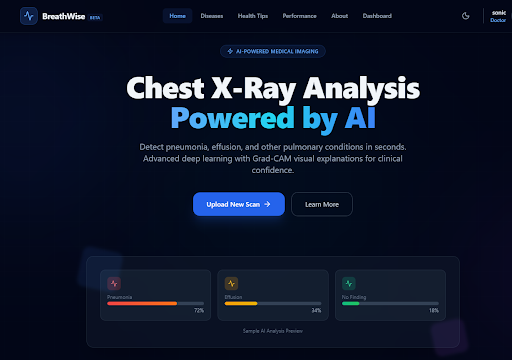 BreathWise BETA
Home Diseases Health Tips Performance About Dashboard
sonic
Doctor
AI-POWERED MEDICAL IMAGING
Chest X-Ray Analysis
Powered by AI
Detect pneumonia, effusion, and other pulmonary conditions in seconds.
Advanced deep learning with Grad-CAM visual explanations for clinical
confidence.
Upload New Scan → Learn More
Pneumonia
72%
Effusion
34%
No Finding
18%
Sample AI Analysis Preview